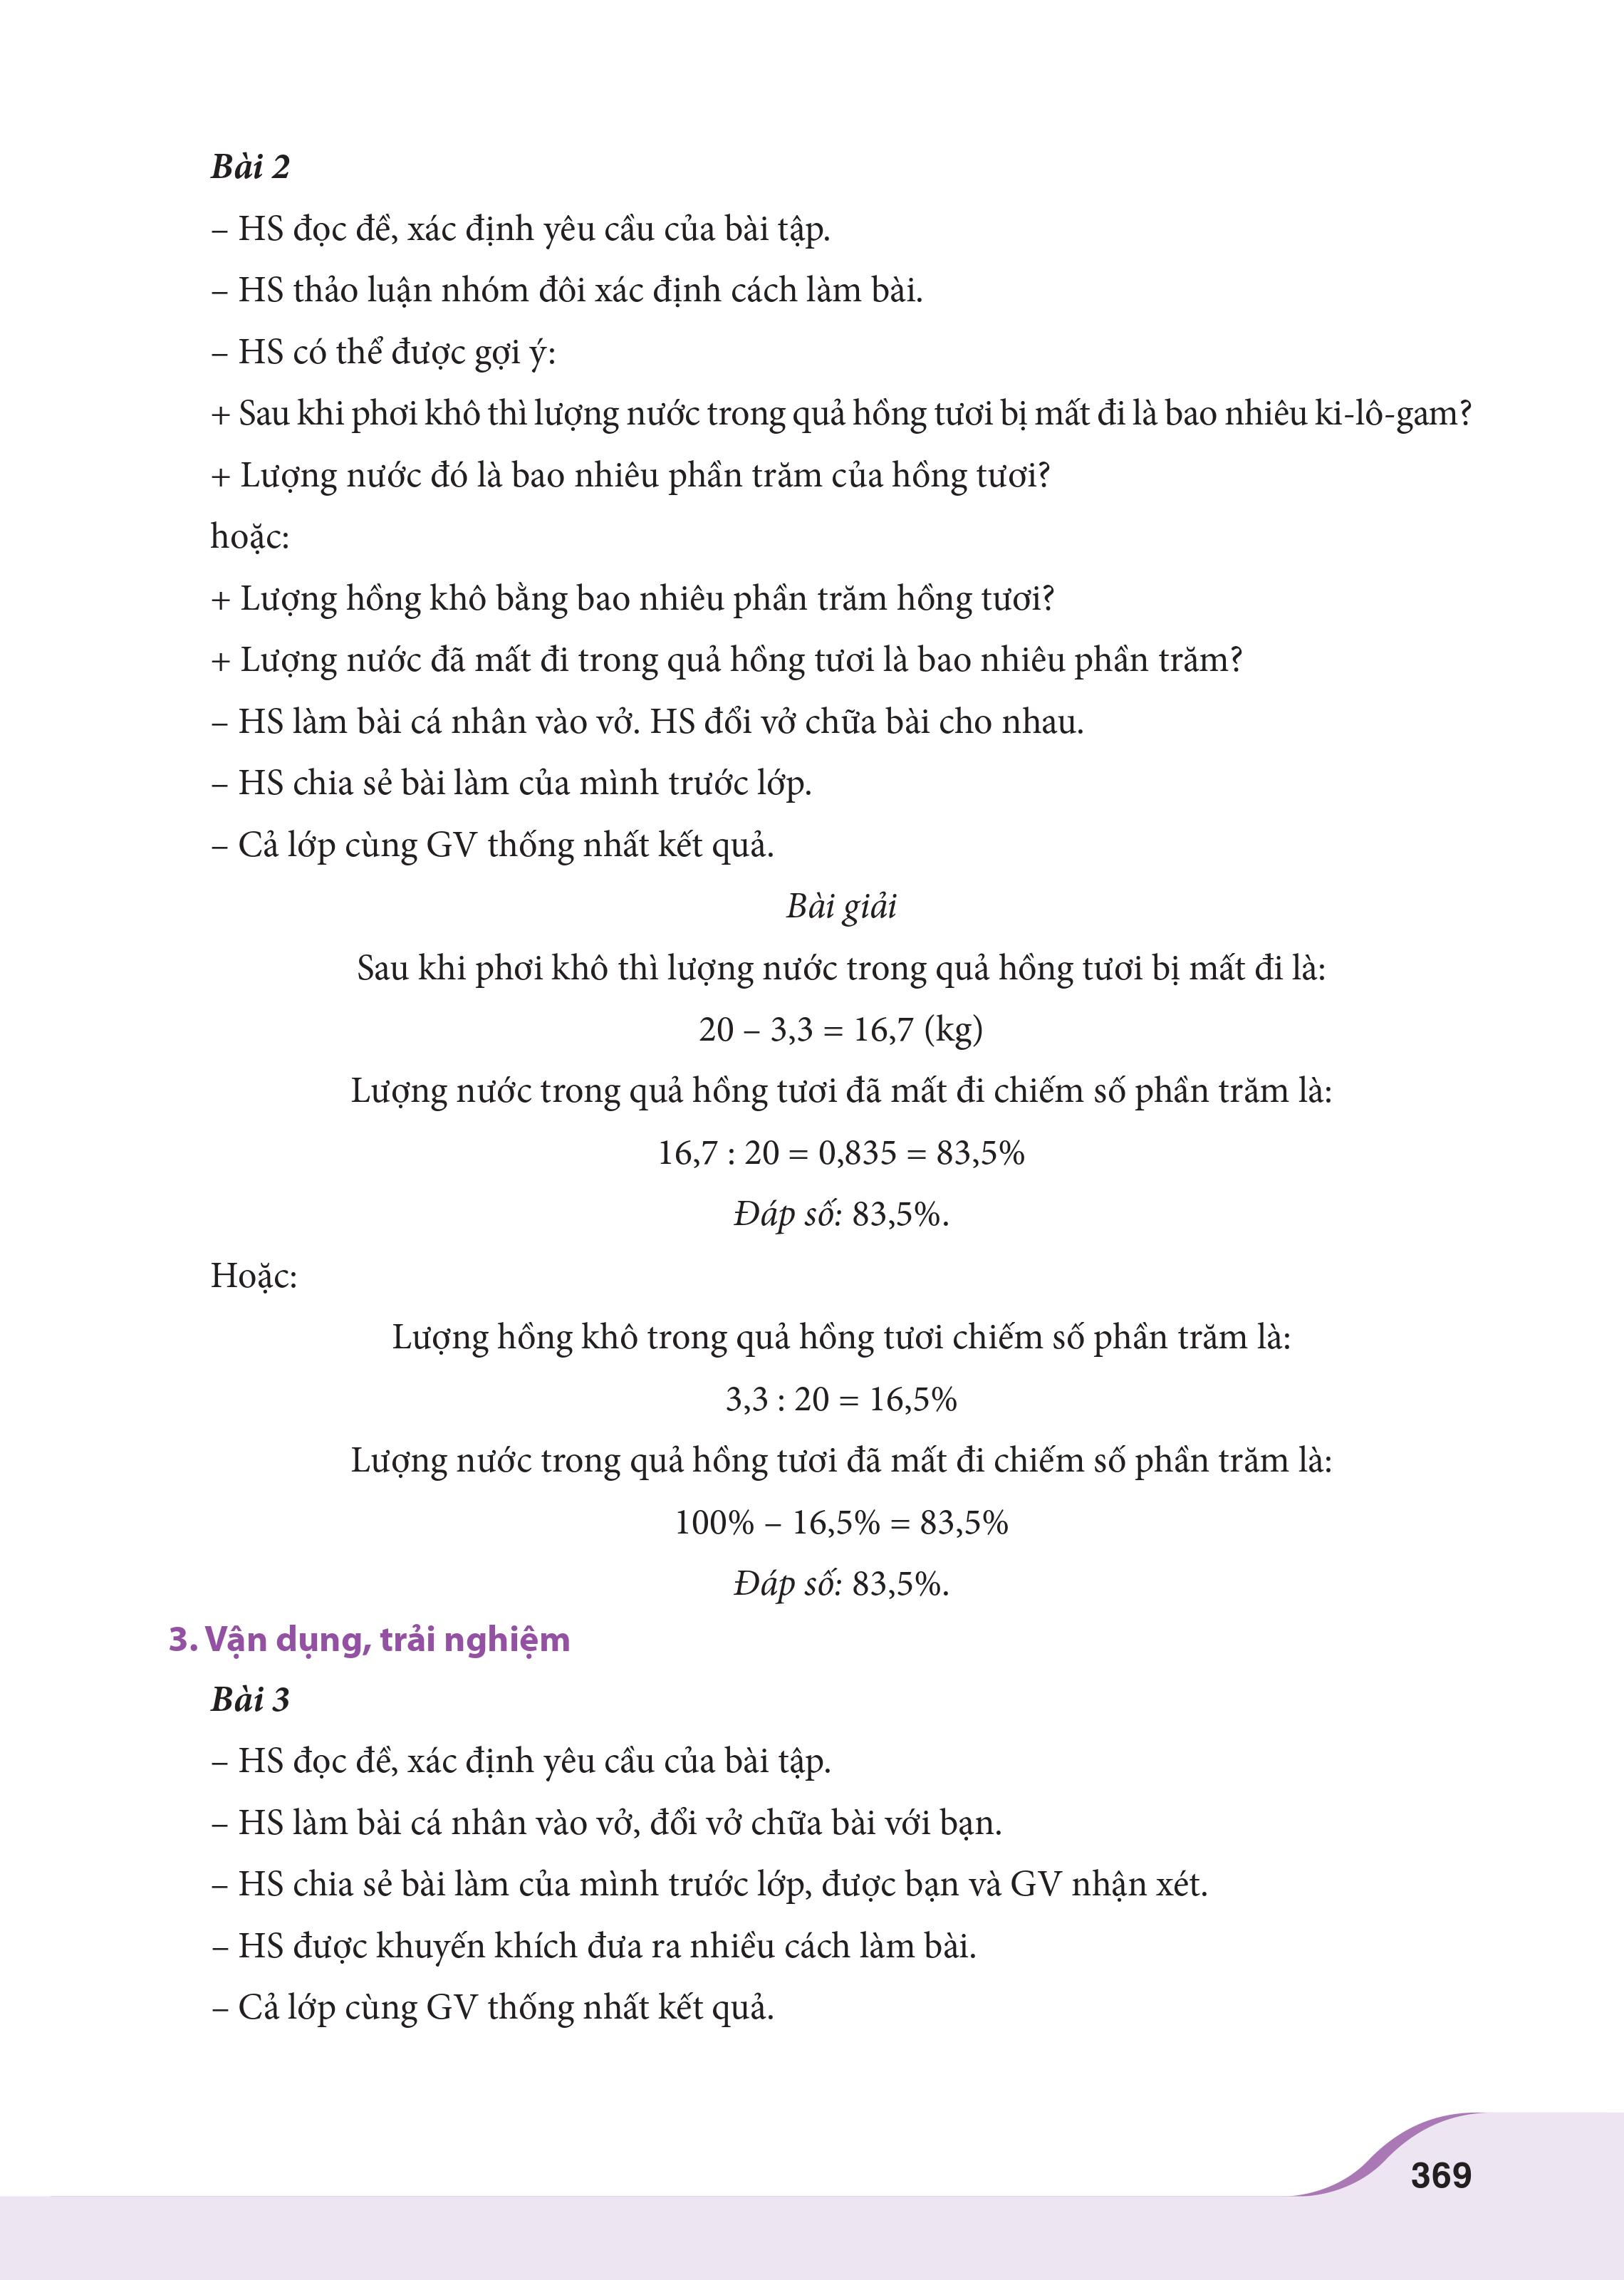 Bài 2
– HS đọc đề, xác định yêu cầu của bài tập.
– HS thảo luận nhóm đôi xác định cách làm bài.
– HS có thể được gợi ý:
+ Sau khi phơi khô thì lượng nước trong quả hồng tươi bị mất đi là bao nhiêu ki-lô-gam?
+ Lượng nước đó là bao nhiêu phần trăm của hồng tươi?
hoặc:
+ Lượng hồng khô bằng bao nhiêu phần trăm hồng tươi?
+ Lượng nước đã mất đi trong quả hồng tươi là bao nhiêu phần trăm?
– HS làm bài cá nhân vào vở. HS đổi vở chữa bài cho nhau.
– HS chia sẻ bài làm của mình trước lớp.
– Cả lớp cùng GV thống nhất kết quả.
Bài giải
Sau khi phơi khô thì lượng nước trong quả hồng tươi bị mất đi là:
20 – 3,3 = 16,7 (kg)
Lượng nước trong quả hồng tươi đã mất đi chiếm số phần trăm là:
16,7 : 20 = 0,835 = 83,5%
Đáp số: 83,5%.
Hoặc:
Lượng hồng khô trong quả hồng tươi chiếm số phần trăm là:
3,3 : 20 = 16,5%
Lượng nước trong quả hồng tươi đã mất đi chiếm số phần trăm là:
100% – 16,5% = 83,5%
Đáp số: 83,5%.
3. Vận dụng, trải nghiệm
Bài 3
– HS đọc đề, xác định yêu cầu của bài tập.
– HS làm bài cá nhân vào vở, đổi vở chữa bài với bạn.
– HS chia sẻ bài làm của mình trước lớp, được bạn và GV nhận xét.
– HS được khuyến khích đưa ra nhiều cách làm bài.
– Cả lớp cùng GV thống nhất kết quả.
369